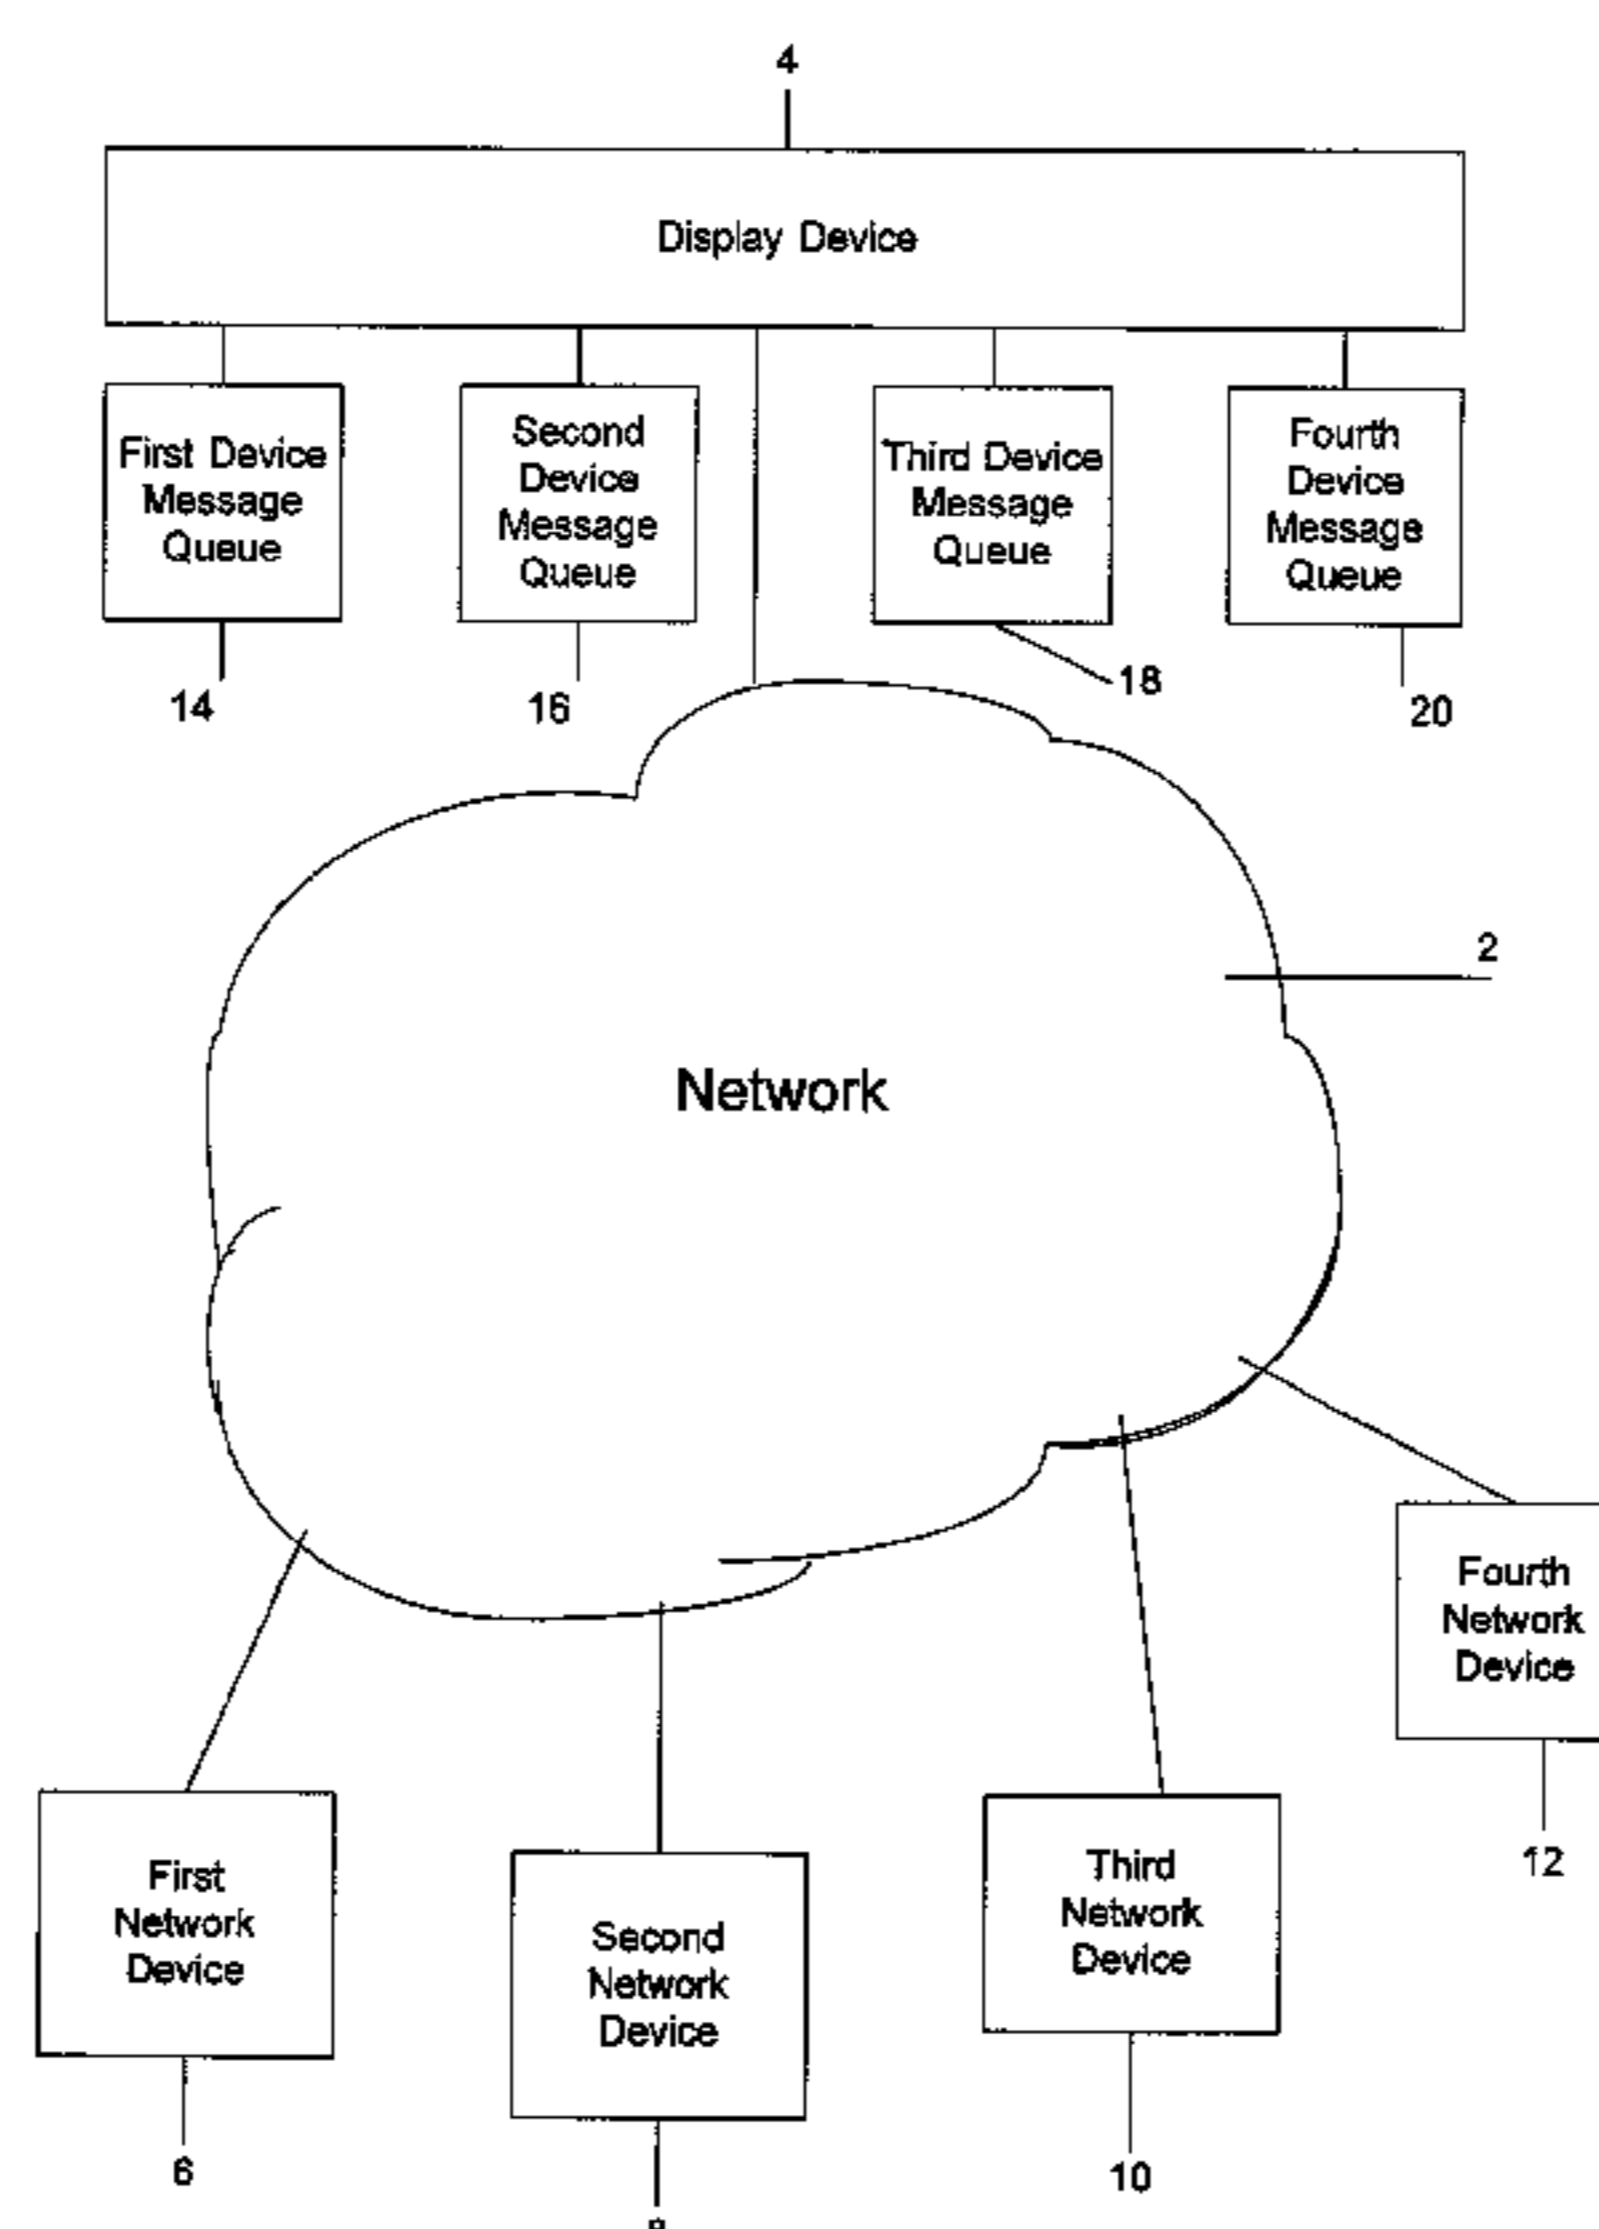 4
Display Device
First Device
Message
Queue
Second
Device
Message
Queue
Third Device
Message
Queue
Fourth
Device
Message
Queue
14
16
18
20
2
Network
Fourth
Network
Device
12
First
Network
Device
Second
Network
Device
Third
Network
Device
6
10